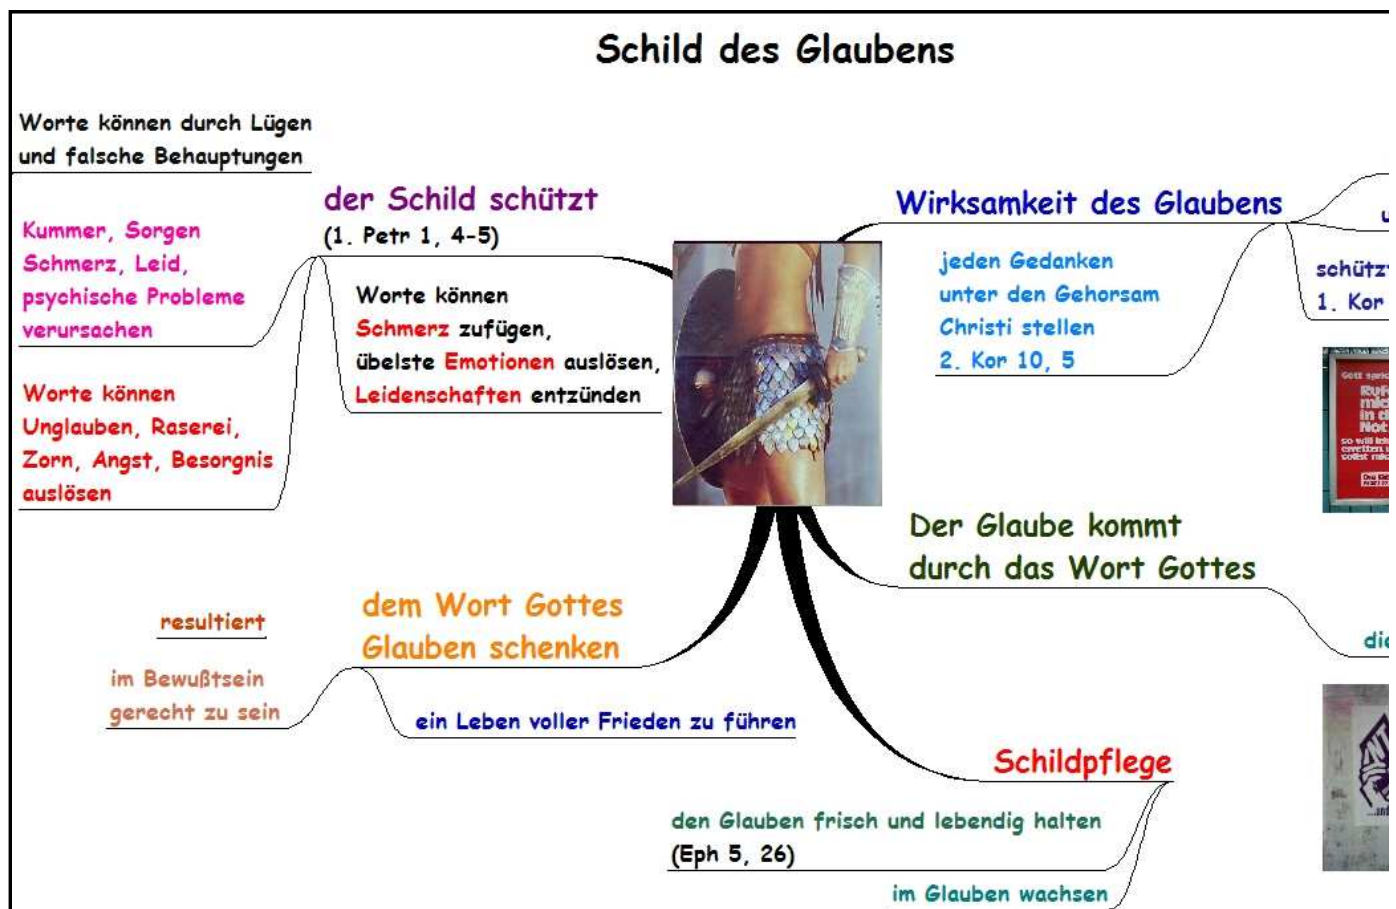 Schild des Glaubens
Worte können durch Lügen
und falsche Behauptungen
der Schild schützt
(1. Petr 1, 4-5)
Kummer, Sorgen
Schmerz, Leid,
psychische Probleme
verursachen
Worte können
Schmerz zufügen,
übelste Emotionen auslösen,
Leidenschaften entzünden
Worte können
Unglauben, Raserei,
Zorn, Angst, Besorgnis
auslösen
Wirksamkeit des Glaubens
jeden Gedanken
unter den Gehorsam
Christi stellen
2. Kor 10, 5
1. Kor
Der Glaube kommt
durch das Wort Gottes
dem Wort Gottes
Glauben schenken
resultiert
im Bewußtsein
gerecht zu sein
ein Leben voller Frieden zu führen
Schildpflege
den Glauben frisch und lebendig halten
(Eph 5, 26)
im Glauben wachsen